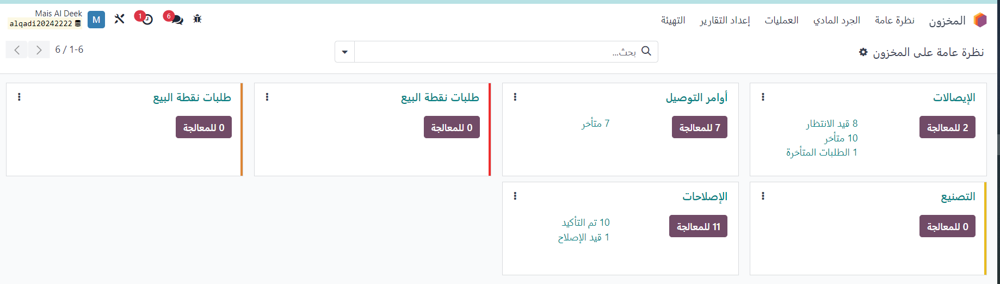 المخزون
نظرة عامة
الجرد المادي
العمليات
إعداد التقارير
التهيئة
6
1
M
Mais Al Deek
alqadi20242222
نظرة عامة على المخزون
بحث...
6 / 1-6
الإيصالات
2 للمعالجة
8 قيد الانتظار
10 متأخر
1 الطلبات المتأخرة
أوامر التوصيل
7 للمعالجة
7 متأخر
طلبات نقطة البيع
0 للمعالجة
طلبات نقطة البيع
0 للمعالجة
التصنيع
0 للمعالجة
الإصلاحات
11 للمعالجة
10 تم التأكيد
1 قيد الإصلاح